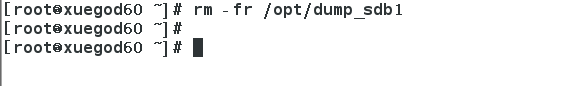 [root@xuegod60 ~]# rm -fr /opt/dump_sdb1
[root@xuegod60 ~]#
[root@xuegod60 ~]#